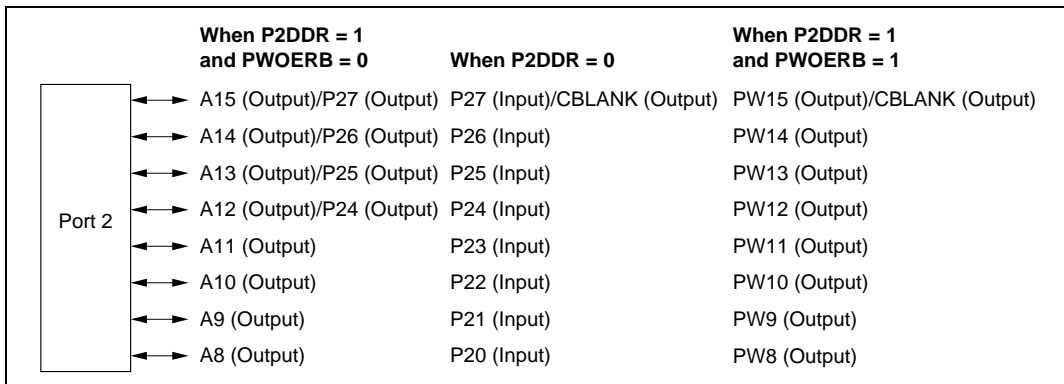 When P2DDR = 1 and PWOERB = 0 When P2DDR = 0 When P2DDR = 1 and PWOERB = 1
Port 2
A15 (Output)/P27 (Output) P27 (Input)/CBLANK (Output) PW15 (Output)/CBLANK (Output)
A14 (Output)/P26 (Output) P26 (Input) PW14 (Output)
A13 (Output)/P25 (Output) P25 (Input) PW13 (Output)
A12 (Output)/P24 (Output) P24 (Input) PW12 (Output)
A11 (Output) P23 (Input) PW11 (Output)
A10 (Output) P22 (Input) PW10 (Output)
A9 (Output) P21 (Input) PW9 (Output)
A8 (Output) P20 (Input) PW8 (Output)